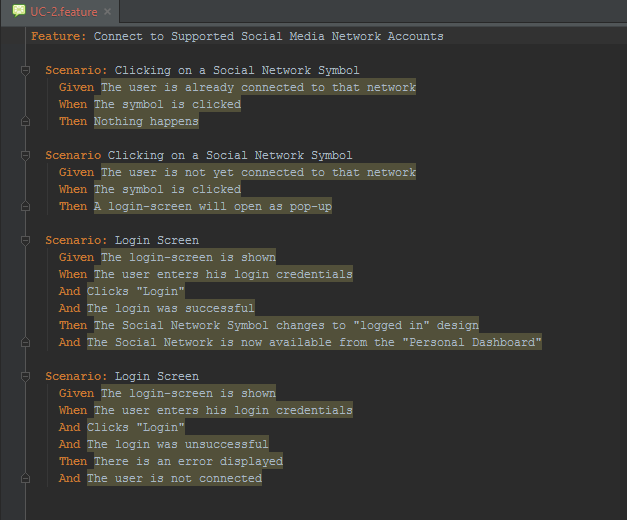 UC-2.feature
Feature: Connect to Supported Social Media Network Accounts
Scenario: Clicking on a Social Network Symbol
Given The user is already connected to that network
When The symbol is clicked
Then Nothing happens
Scenario Clicking on a Social Network Symbol
Given The user is not yet connected to that network
When The symbol is clicked
Then A login-screen will open as pop-up
Scenario: Login Screen
Given The login-screen is shown
When The user enters his login credentials
And Clicks "Login"
And The login was successful
Then The Social Network Symbol changes to "logged in" design
And The Social Network is now available from the "Personal Dashboard"
Scenario: Login Screen
Given The login-screen is shown
When The user enters his login credentials
And Clicks "Login"
And The login was unsuccessful
Then There is an error displayed
And The user is not connected